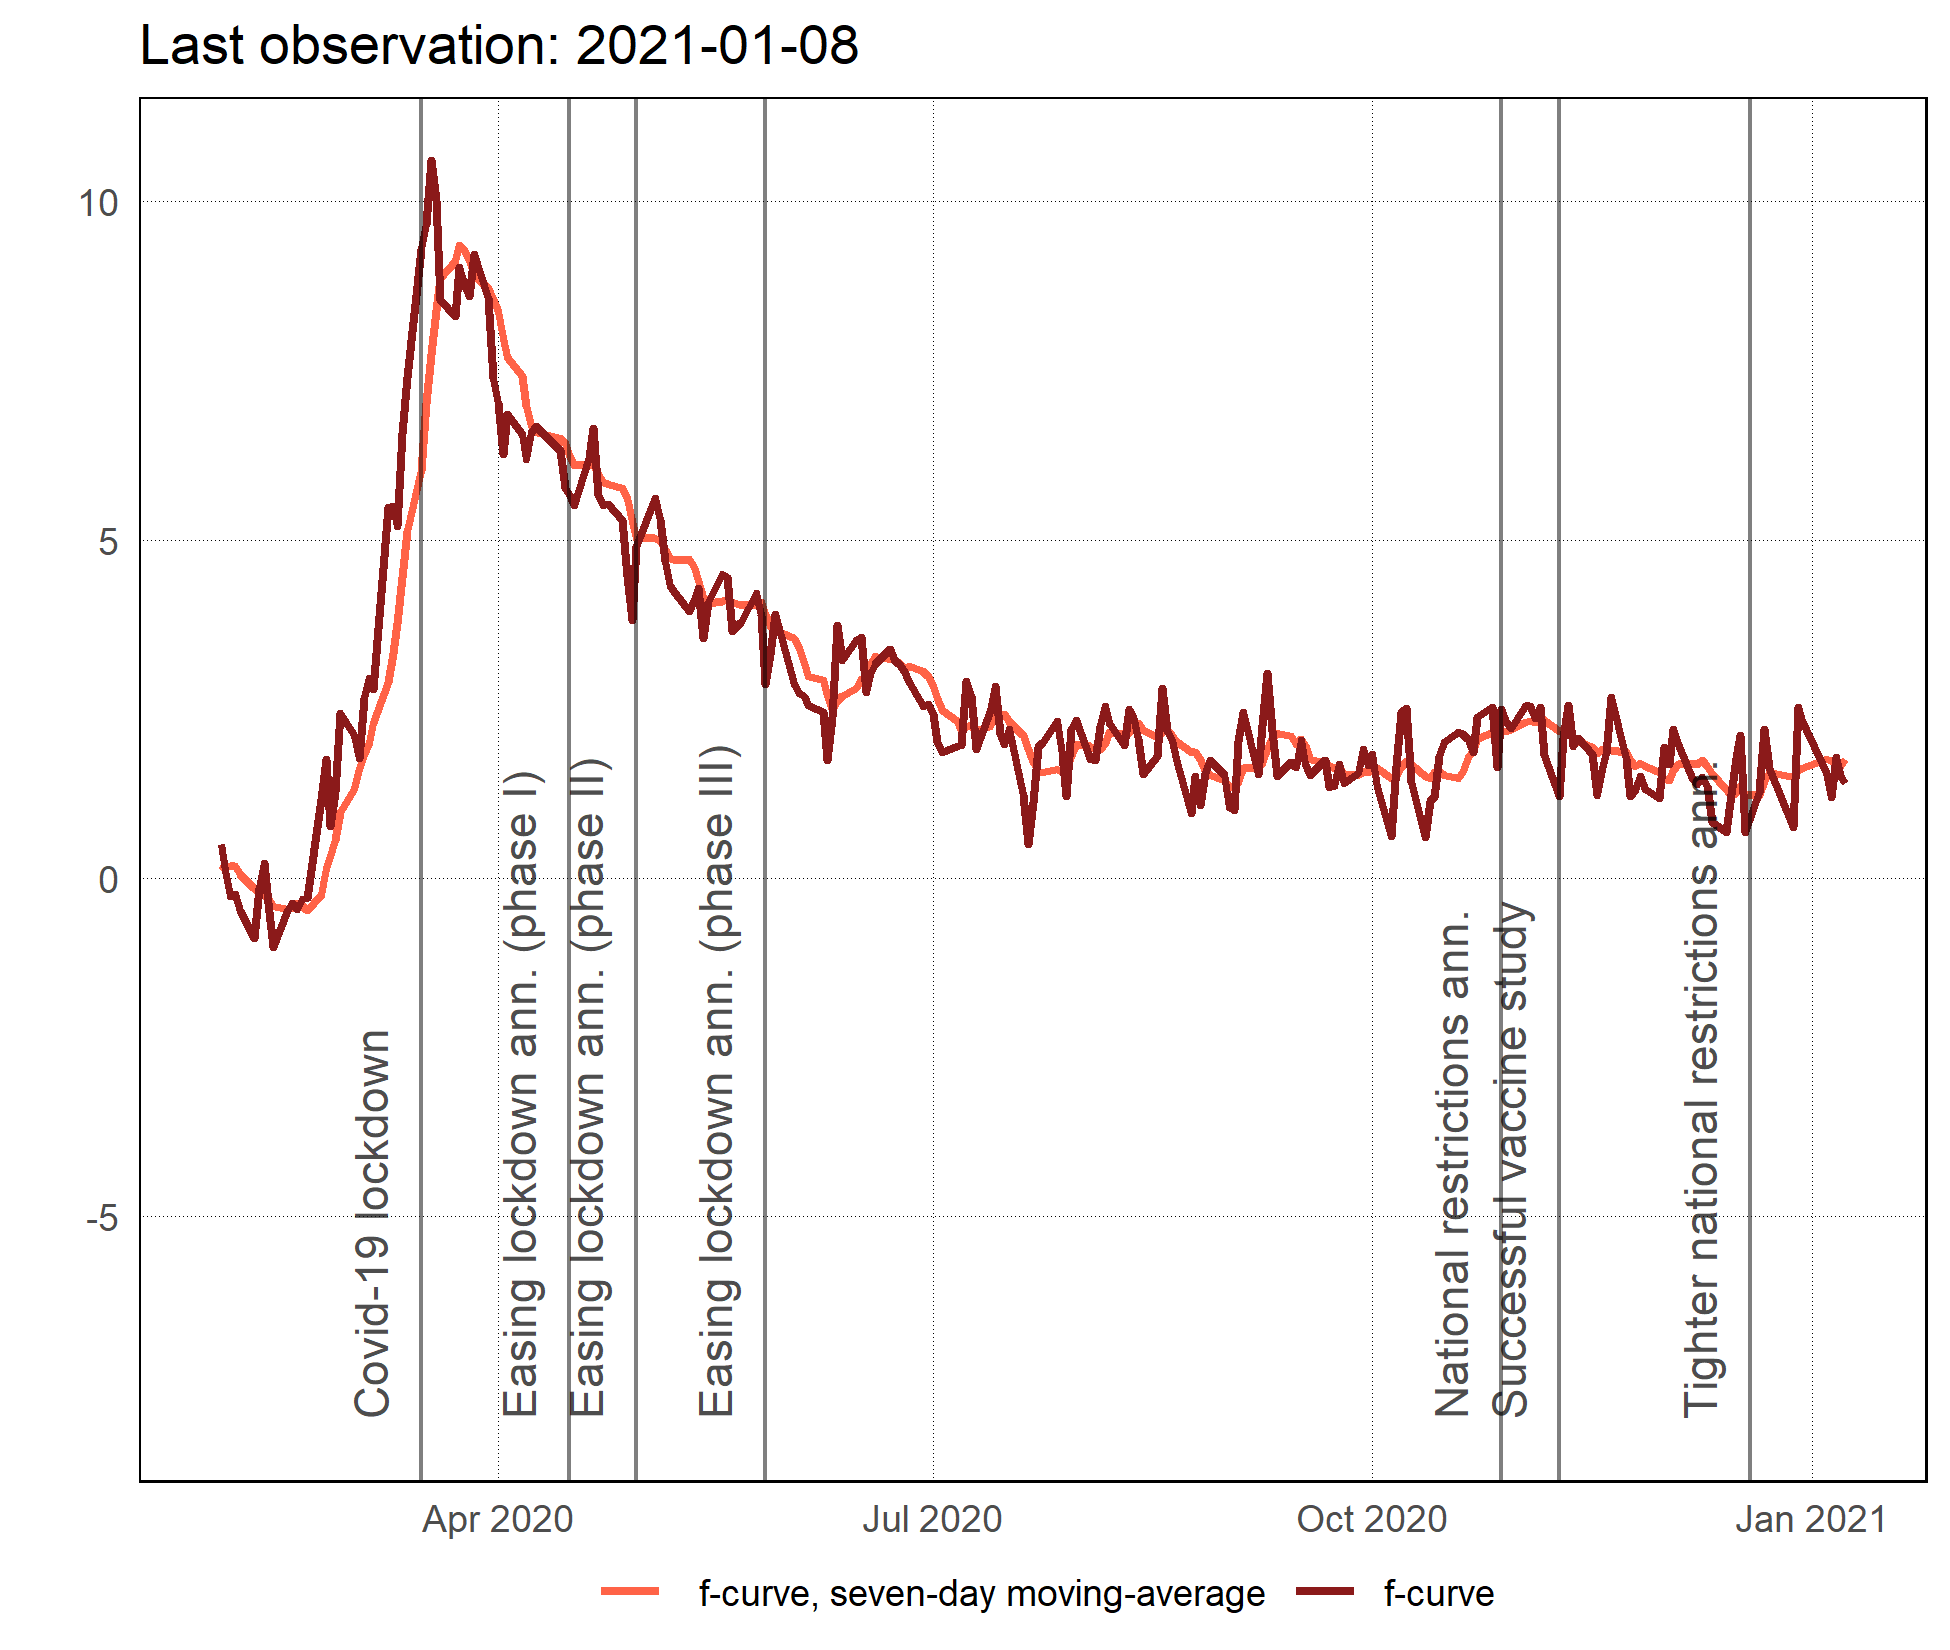 Last observation: 2021-01-08
10
5
0
-5
Covid-19 lockdown
Easing lockdown ann. (phase I)
Easing lockdown ann. (phase II)
Easing lockdown ann. (phase III)
National restrictions ann.
Successful vaccine study
Tighter national restrictions ann.
Apr 2020
Jul 2020
Oct 2020
Jan 2021
f-curve, seven-day moving-average
f-curve